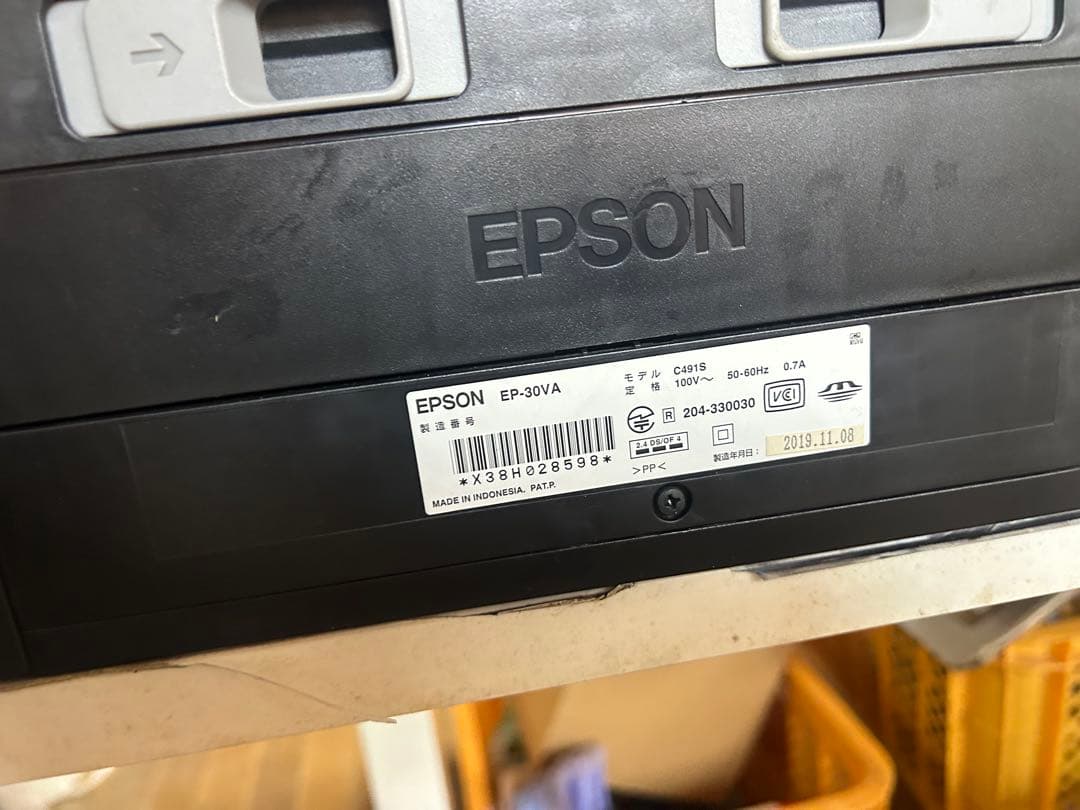 EPSON
EPSON EP-30VA
モデル C491S
定格 100V～ 50-60Hz 0.7A
製造番号
*X38H028598*
R 204-330030
VCI
2.4 DS/OF 4
>PP<
製造年月日： 2019.11.08
MADE IN INDONESIA. PAT.P.